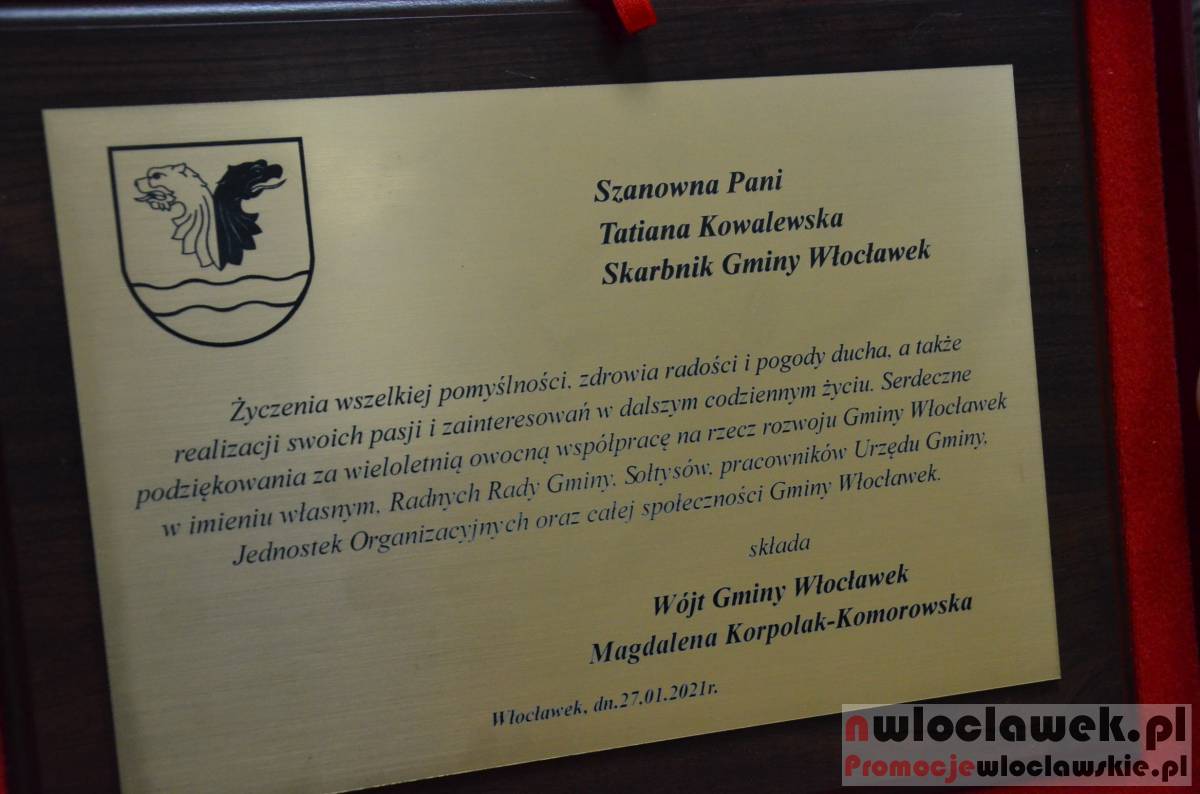 Szanowna Pani
Tatiana Kowalewska
Skarbnik Gminy Włocławek
Życzenia wszelkiej pomyślności, zdrowia radości i pogody ducha, a także
realizacji swoich pasji i zainteresowań w dalszym codziennym życiu. Serdeczne
podziękowania za wieloletnią owocną współpracę na rzecz rozwoju Gminy Włocławek
w imieniu własnym, Radnych Rady Gminy, Sołtysów, pracowników Urzędu Gminy,
Jednostek Organizacyjnych oraz całej społeczności Gminy Włocławek.
składa
Wójt Gminy Włocławek
Magdalena Korpolak-Komorowska
Włocławek, dn.27.01.2021r.
nwloclawek.pl
Promocjewloclawskie.pl